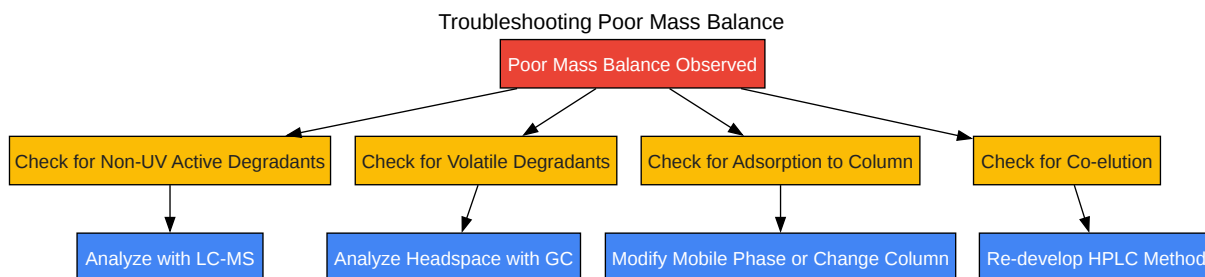 Troubleshooting Poor Mass Balance
Poor Mass Balance Observed
Check for Non-UV Active Degradants
Check for Volatile Degradants
Check for Adsorption to Column
Check for Co-elution
Analyze with LC-MS
Analyze Headspace with GC
Modify Mobile Phase or Change Column
Re-develop HPLC Method